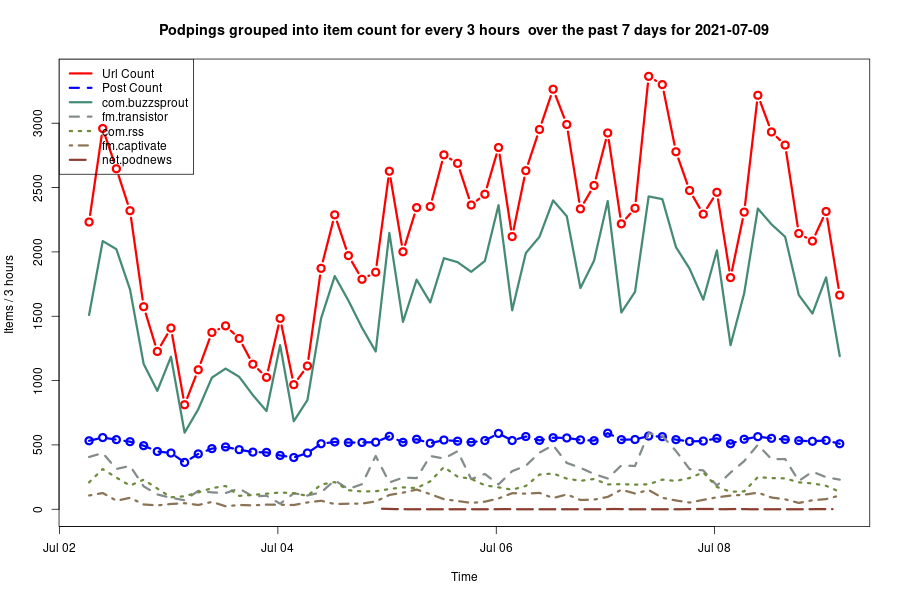 Podpings grouped into item count for every 3 hours  over the past 7 days for 2021-07-09
Url Count
Post Count
com.buzzsprout
fm.transistor
com.rss
fm.captivate
net.podnews
Items / 3 hours
3000
2500
2000
1500
1000
500
0
Jul 02
Jul 04
Jul 06
Jul 08
Time